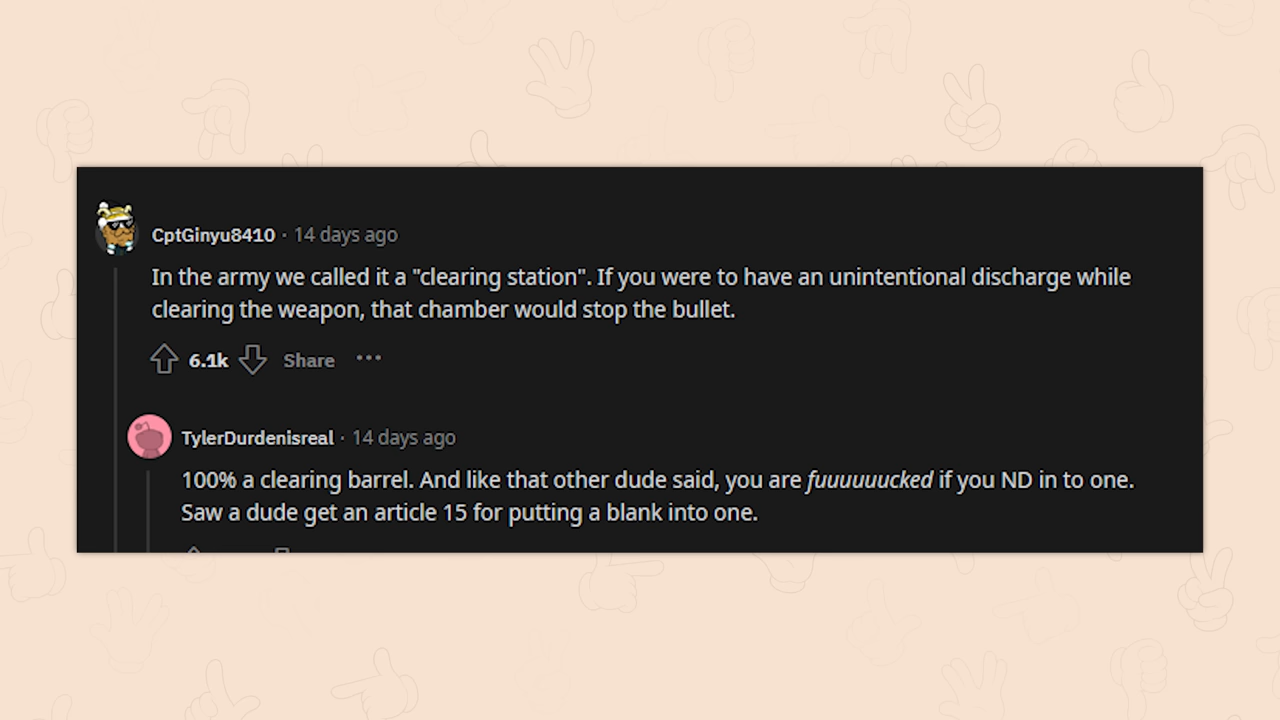 CptGinyu8410 · 14 days ago
In the army we called it a "clearing station". If you were to have an unintentional discharge while
clearing the weapon, that chamber would stop the bullet.
6.1k Share ···
TylerDurdenisreal · 14 days ago
100% a clearing barrel. And like that other dude said, you are fuuuuuucked if you ND in to one.
Saw a dude get an article 15 for putting a blank into one.